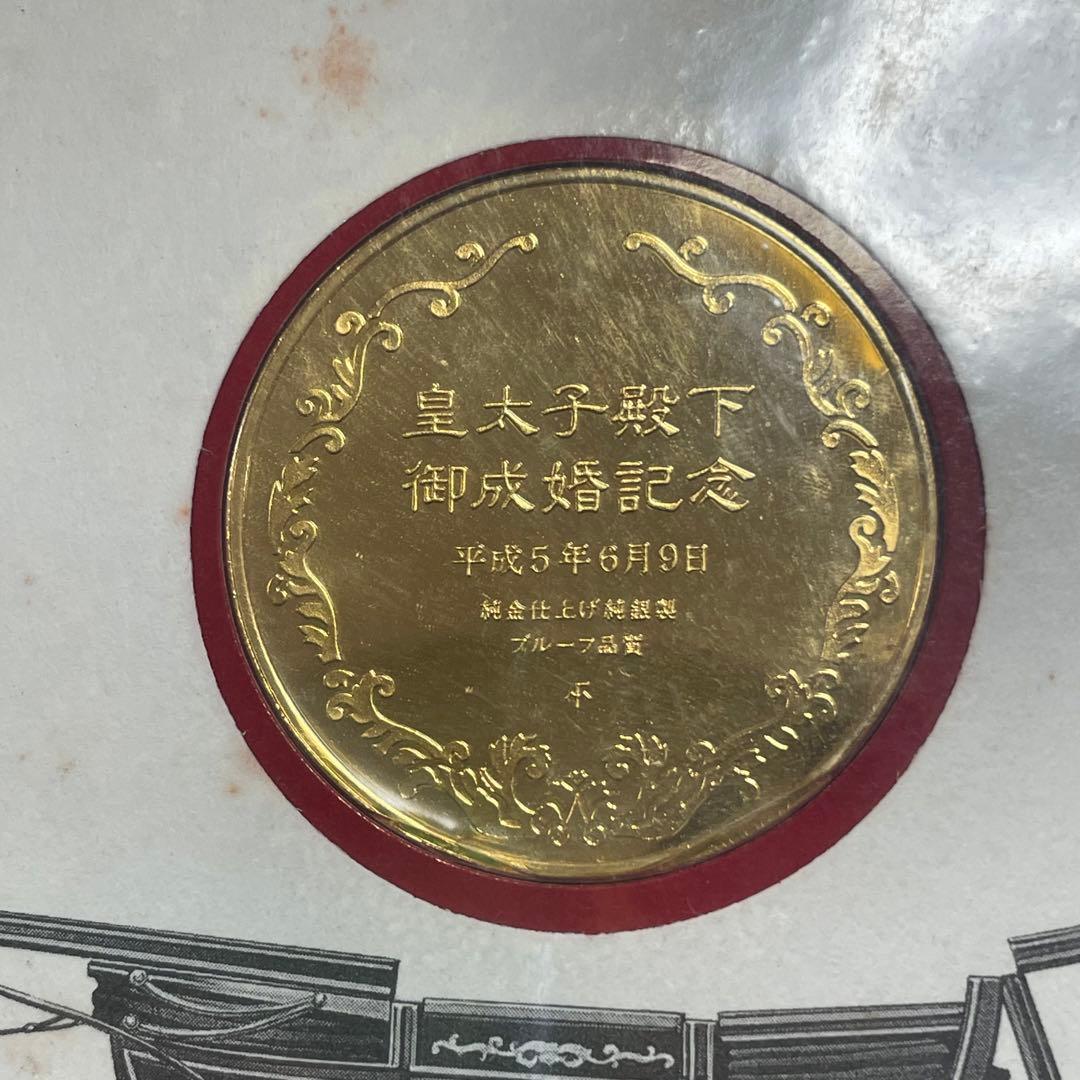 皇太子殿下
御成婚記念
平成5年6月9日
純金仕上げ純銀製
プルーフ品質